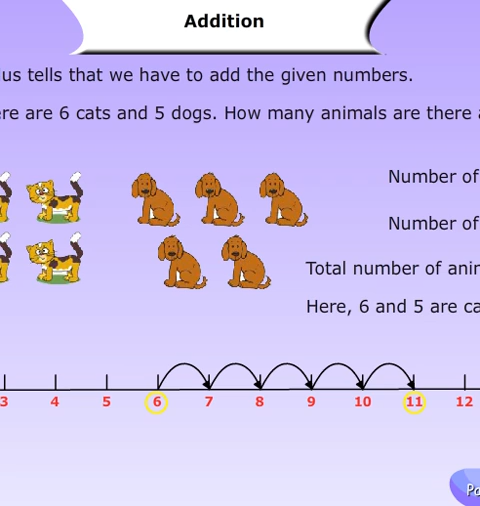 Addition
lus tells that we have to add the given numbers.
ere are 6 cats and 5 dogs. How many animals are there
Number of
Number of
Total number of anim
Here, 6 and 5 are ca
3 4 5 6 7 8 9 10 11 12